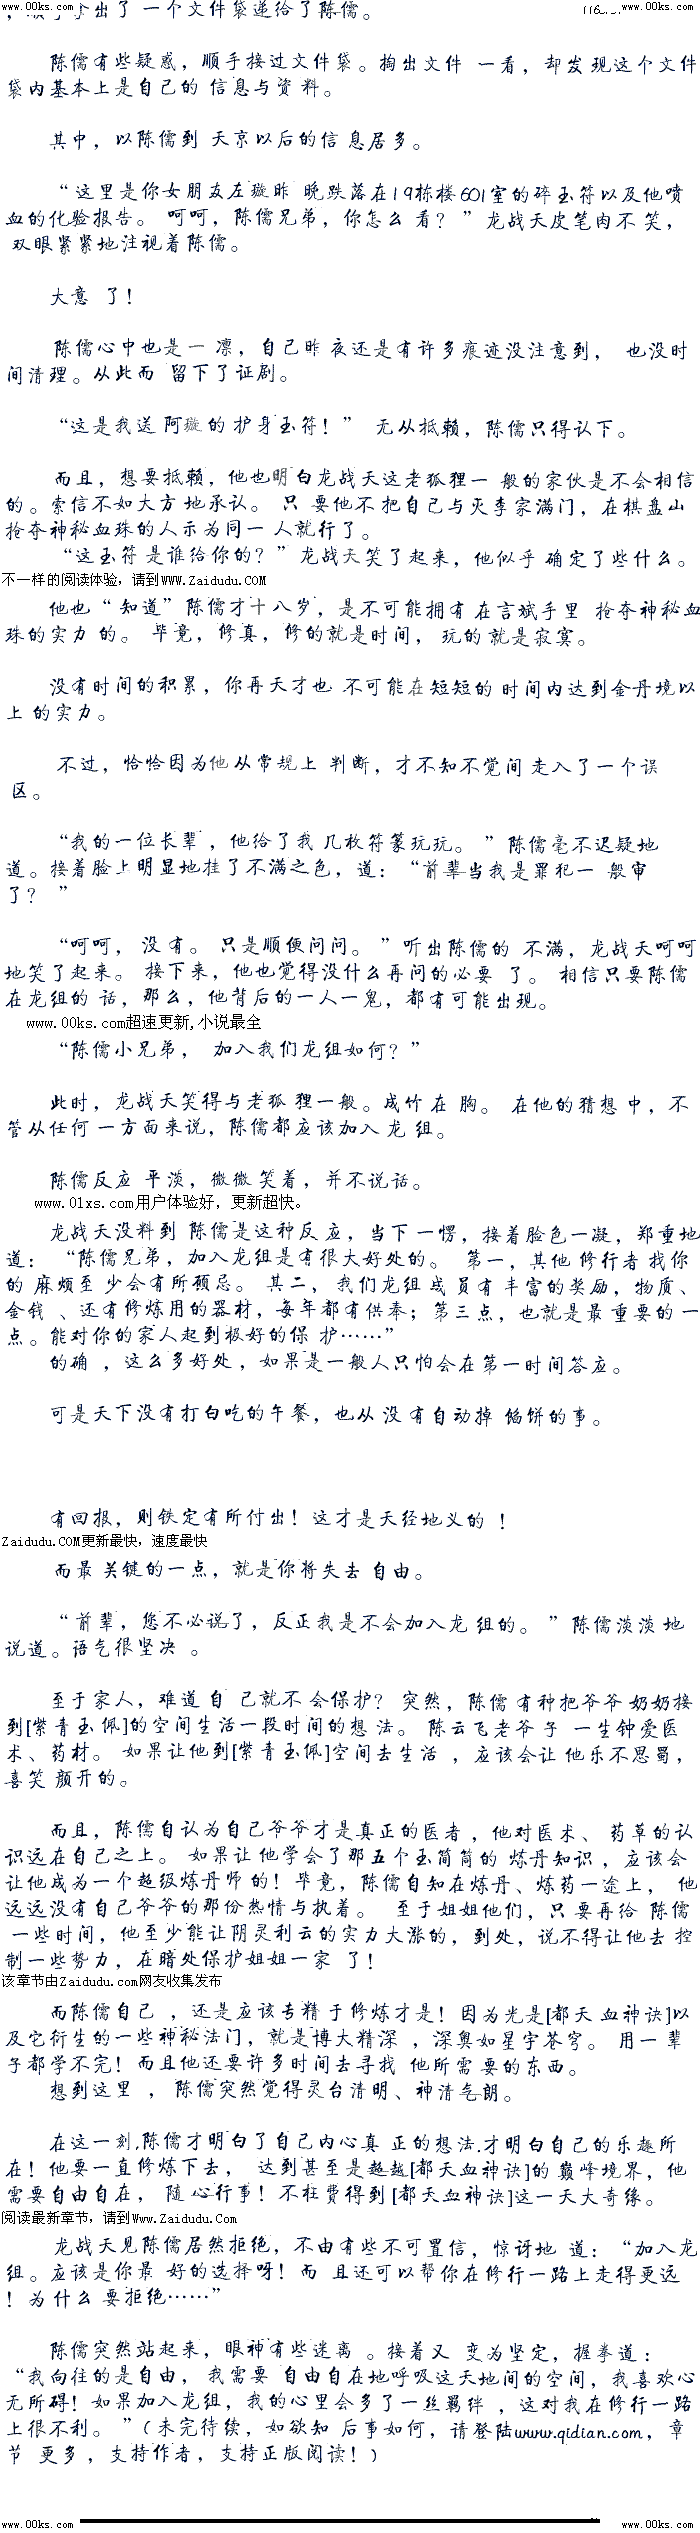 www.00ks.com
www.00ks.com
出了 一个文件袋递给了陈儒。
陈儒有些疑惑，顺手接过文件袋。掏出文件 一看，却发现这个文件
袋内基本上是自己的 信息与资料。
其中，以陈儒到 天京以后的信息居多。
“这里是你女朋友左璇昨 晚跌落在19栋楼601室的碎玉符以及他喷
血的化验报告。 呵呵，陈儒兄弟，你怎么 看？”龙战天皮笔肉不笑，
双眼紧紧地注视着陈儒。
大意 了！
陈儒心中也是一 凛，自己昨夜还是有许多痕迹没注意到， 也没时
间清理。从此而 留下了证剧。
“这是我送 阿璇的护身玉符！” 无从抵赖，陈儒只得认下。
而且，想要抵赖，他也明白龙战天这老狐狸一 般的家伙是不会相信
的。索信不如大方 地承认。 只 要他不把自己与灭李家满门，在棋盘山
抢夺神秘血珠的人示为同一 人就行了。
“这玉符是谁给你的？”龙战天笑了起来，他似乎 确定了些什么。
不一样的阅读体验，请到WWW.Zaidudu.COM
他也“ 知道”陈儒才十八岁，是不可能拥有在言斌手里 抢夺神秘血
珠的实力 的。 毕竟，修真，修的就是时间， 玩的就是寂寞。
没有时间的积累，你再天才也 不可能在短短的 时间内达到金丹境以
上 的实力。
不过，恰恰因为他从常规上 判断，才不知不觉间走入了一个误
区。
“我的一位长辈 ，他给了我几枚符篆玩玩。 ”陈儒毫不迟疑地
道。接着脸上明显地挂了不满之色，道：“前辈当我是罪犯一 般审
了？ ”
“呵呵， 没有。 只是顺便问问。 ”听出陈儒的 不满，龙战天呵呵
地笑了起来。 接下来，他也觉得没什么再问的必要 了。 相信只要陈儒
在龙组的 话，那么，他背后的一人一鬼，都有可能出现。
www.00ks.com超速更新,小说最全
“陈儒小兄弟， 加入我们龙组如何？”
此时，龙战天笑得与老狐狸一般。成竹在 胸。 在他的猜想中，不
管从任何一方面来说，陈儒都应该加入龙 组。
陈儒反应 平淡，微微笑着，并不说话。
www.01xs.com用户体验好，更新超快。
龙战天没料到 陈儒是这种反应，当下一愣，接着脸色一凝，郑重地
道： “陈儒兄弟，加入龙组是有很大好处的。 第一，其他修行者找你
的 麻烦至 少会有所顾忌。 其二， 我们龙组成 员有丰富的奖励，物质、
金钱 、还有修炼用的器材，每年都有供奉；第三点，也就是最重要的一
点。能对你的家人起到极好的保 护……”
的确 ，这么多好处，如果是一般人只怕会在第一时间答应。
可是天下没有打白吃的午餐，也从没有自动掉 馅饼的事。
有回报，则铁定有所付出！这才是天经地义的 ！
Zaidudu.COM更新最快，速度最快
而最 关键的一点，就是你将失去 自由。
“前辈，您不必说了，反正我是不会加入龙组的。 ”陈儒淡淡地
说道。语气很坚决 。
至于家人，难道自 己就不会保护？ 突然，陈儒有种把爷爷奶奶接
到[紫青玉佩]的空间生活一段时间的想法。 陈云飞老爷子 一生钟爱医
术、药材。 如果让他到[紫青玉佩]空间去生活 ，应该会让他乐不思蜀，
喜笑颜开的。
而且，陈儒自认为自己爷爷才是真正的医者，他对医术、 药草的认
识远在自己之上。 如果让他学会了那五个玉简简的 炼丹知识，应该会
让他成为一个超级炼丹师的！毕竟，陈儒自知在炼丹、炼药一途上， 他
远远没有自己爷爷的那份热情与执着。 至于姐姐他们，只要再给 陈儒
一些时间，他至少能让阴灵利云的实力大涨的，到处，说不得让他去控
制一些势力，在暗处保护姐姐一家 了！
该章节由Zaidudu.com网友收集发布
而陈儒自己 ，还是应该专精于修炼才是！因为光是[都天血神诀]以
及它衍生的一些神秘法门，就是博大精深 ，深奥如星宇苍穹。 用一辈
子都学不完！而且他还要许多时间去寻找 他所需要的东西。
想到这里 ， 陈儒突然觉得灵台清明、神清气朗。
在这一刻,陈儒才明白了自己内心真 正的想法.才明白自己的乐趣所
在！他要一直修炼下去， 达到甚至是超越[都天血神诀]的巅峰境界，他
需要自由自在， 随心行事！不枉费得到[都天血神诀]这一天大奇缘。
阅读最新章节，请到Www.Zaidudu.Com
龙战天见陈儒居然拒绝，不由有些不可置信，惊讶地 道：“加入龙
组。应该是你最 好的选择呀！而 且还可以帮你在修行一路上走得更远
！为什么 要拒绝……”
陈儒突然站起来，眼神有些迷离 。接着又 变为坚定，握拳道：
“我向往的是自由， 我需要 自由自在地呼吸这天地间的空间，我喜欢心
无所碍！如果加入龙组，我的心里会多了一丝羁绊 ，这对我在修行一路
上很不利。 ”（未完待续，如欲知 后事如何，请登陆www.qidian.com，章
节 更多，支持作者，支持正版阅读！）
www.00ks.com
www.00ks.com